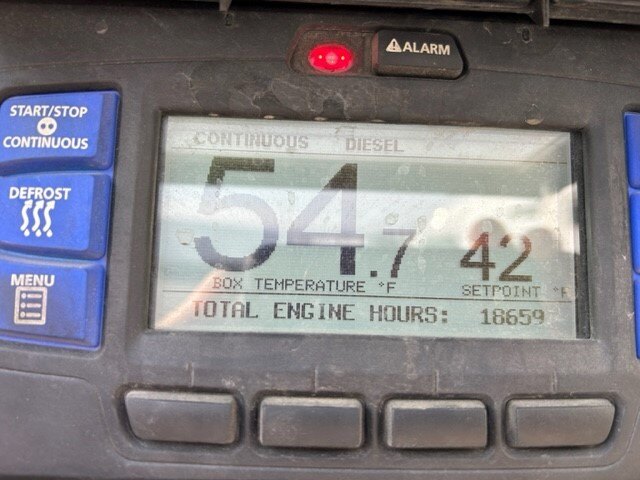 ALARM
START/STOP
CONTINUOUS
DEFROST
MENU
CONTINUOUS DIESEL
54.7 42
BOX TEMPERATURE °F SETPOINT °F
TOTAL ENGINE HOURS: 18659